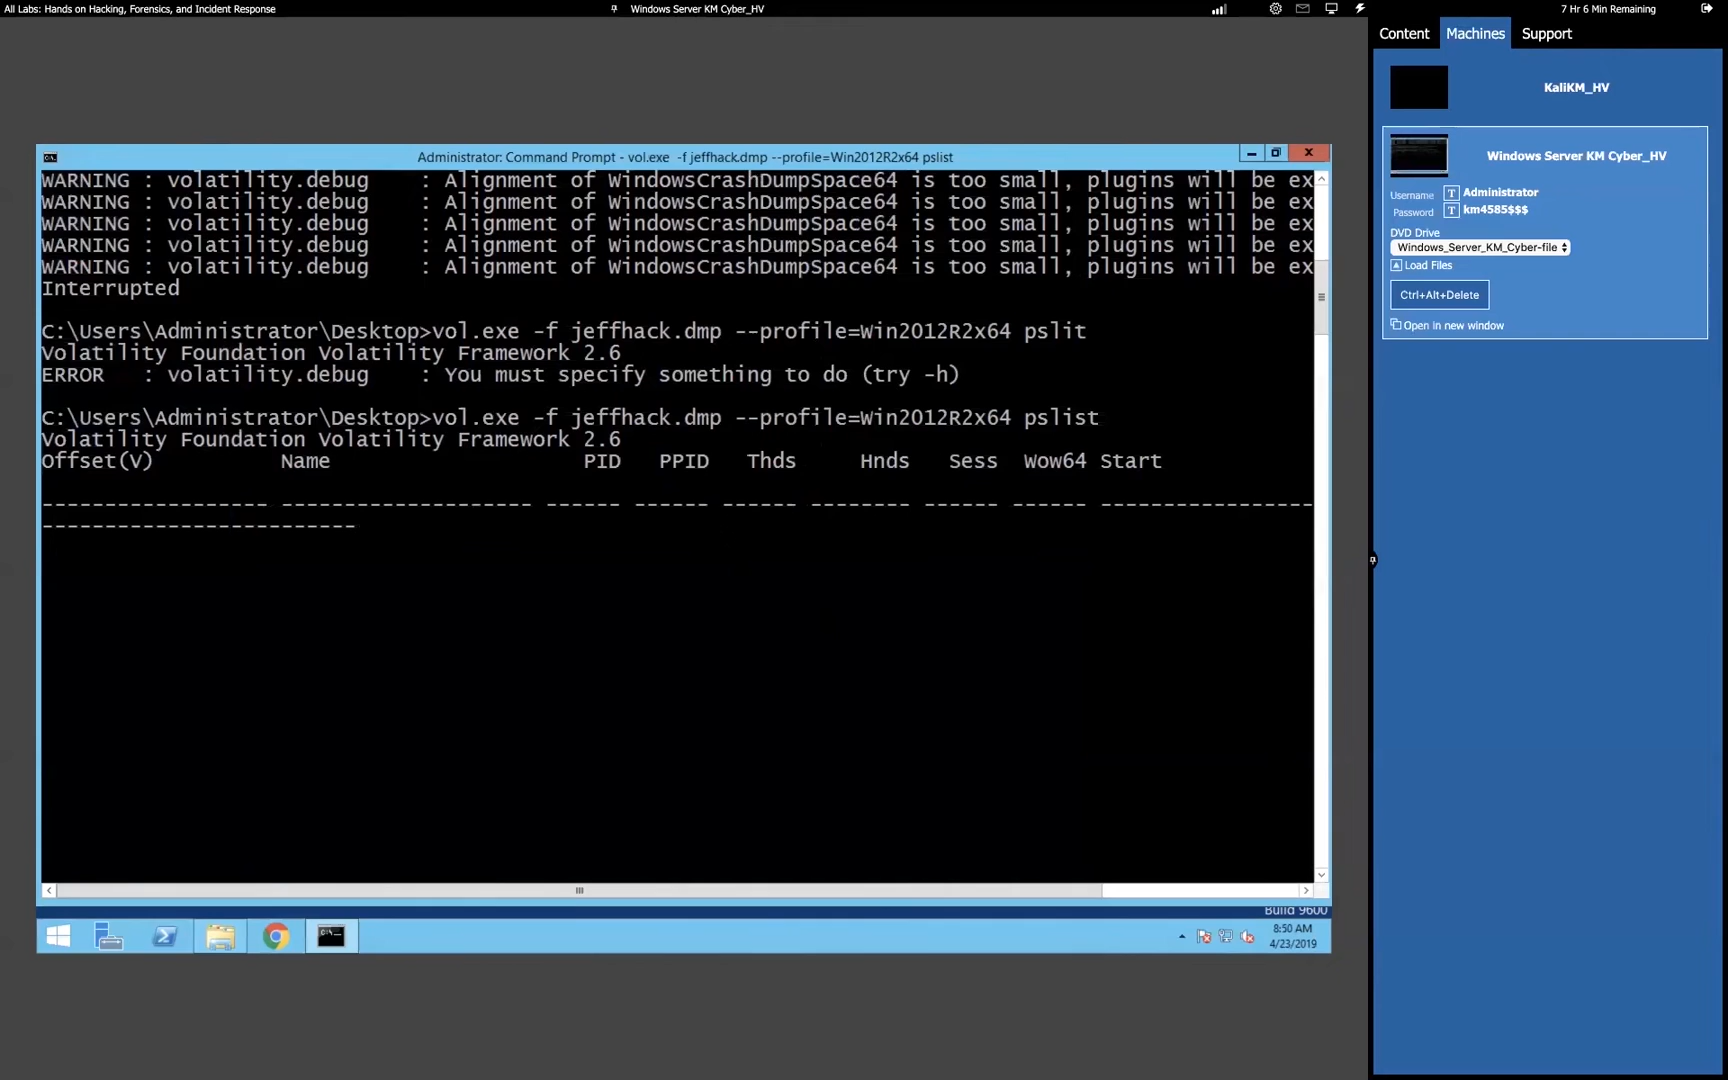 All Labs: Hands on Hacking, Forensics, and Incident Response
Windows Server KM Cyber_HV
7 Hr 6 Min Remaining
Content Machines Support
KaliKM_HV
Windows Server KM Cyber_HV
Username T Administrator
Password T km4585$$$
DVD Drive
Windows_Server_KM_Cyber-file
Load Files
Ctrl+Alt+Delete
Open in new window
Administrator: Command Prompt - vol.exe -f jeffhack.dmp --profile=Win2012R2x64 pslist
WARNING : volatility.debug    : Alignment of WindowsCrashDumpSpace64 is too small, plugins will be ex
WARNING : volatility.debug    : Alignment of WindowsCrashDumpSpace64 is too small, plugins will be ex
WARNING : volatility.debug    : Alignment of WindowsCrashDumpSpace64 is too small, plugins will be ex
WARNING : volatility.debug    : Alignment of WindowsCrashDumpSpace64 is too small, plugins will be ex
WARNING : volatility.debug    : Alignment of WindowsCrashDumpSpace64 is too small, plugins will be ex
Interrupted
C:\Users\Administrator\Desktop>vol.exe -f jeffhack.dmp --profile=Win2012R2x64 pslit
Volatility Foundation Volatility Framework 2.6
ERROR   : volatility.debug    : You must specify something to do (try -h)
C:\Users\Administrator\Desktop>vol.exe -f jeffhack.dmp --profile=Win2012R2x64 pslist
Volatility Foundation Volatility Framework 2.6
Offset(V)          Name                    PID   PPID   Thds     Hnds   Sess  Wow64 Start
------------------ -------------------- ------ ------ ------ -------- ------ ------ -----------------
-------------------------
Build 9600
8:50 AM
4/23/2019